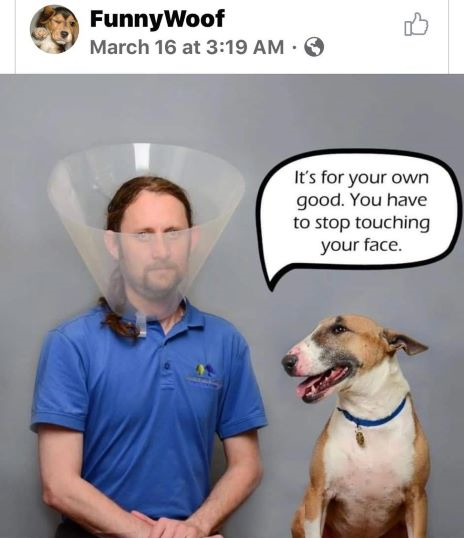 FunnyWoof
March 16 at 3:19 AM ·
It's for your own
good. You have
to stop touching
your face.